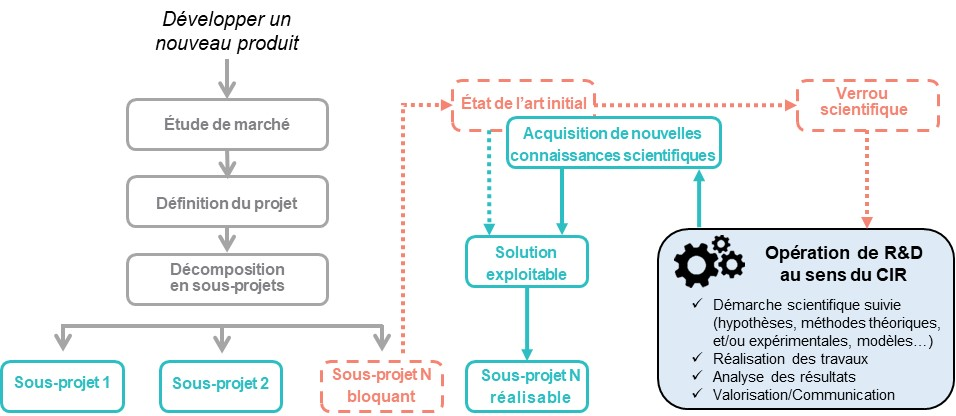 Développer un
nouveau produit
Étude de marché
Définition du projet
Décomposition
en sous-projets
Sous-projet 1
Sous-projet 2
Sous-projet N
bloquant
État de l'art initial
Verrou
scientifique
Acquisition de nouvelles
connaissances scientifiques
Solution
exploitable
Sous-projet N
réalisable
Opération de R&D
au sens du CIR
✓ Démarche scientifique suivie
(hypothèses, méthodes théoriques,
et/ou expérimentales, modèles…)
✓ Réalisation des travaux
✓ Analyse des résultats
✓ Valorisation/Communication